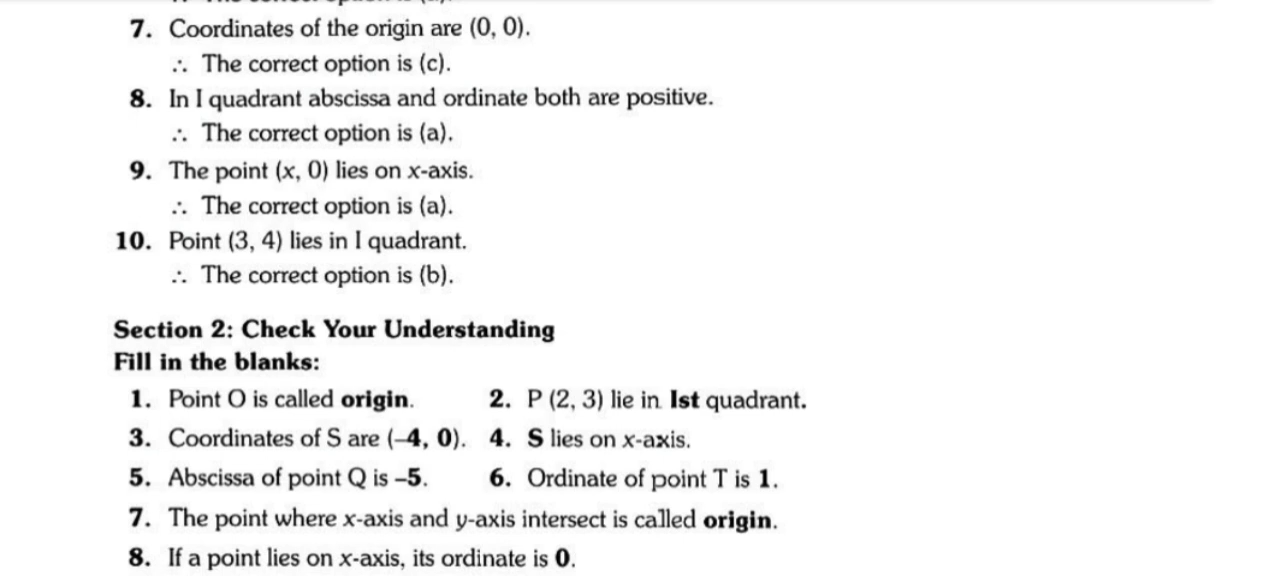 7. Coordinates of the origin are (0, 0).
∴ The correct option is (c).
8. In I quadrant abscissa and ordinate both are positive.
∴ The correct option is (a).
9. The point (x, 0) lies on x-axis.
∴ The correct option is (a).
10. Point (3, 4) lies in I quadrant.
∴ The correct option is (b).
Section 2: Check Your Understanding
Fill in the blanks:
1. Point O is called origin. 2. P (2, 3) lie in Ist quadrant.
3. Coordinates of S are (–4, 0). 4. S lies on x-axis.
5. Abscissa of point Q is –5. 6. Ordinate of point T is 1.
7. The point where x-axis and y-axis intersect is called origin.
8. If a point lies on x-axis, its ordinate is 0.